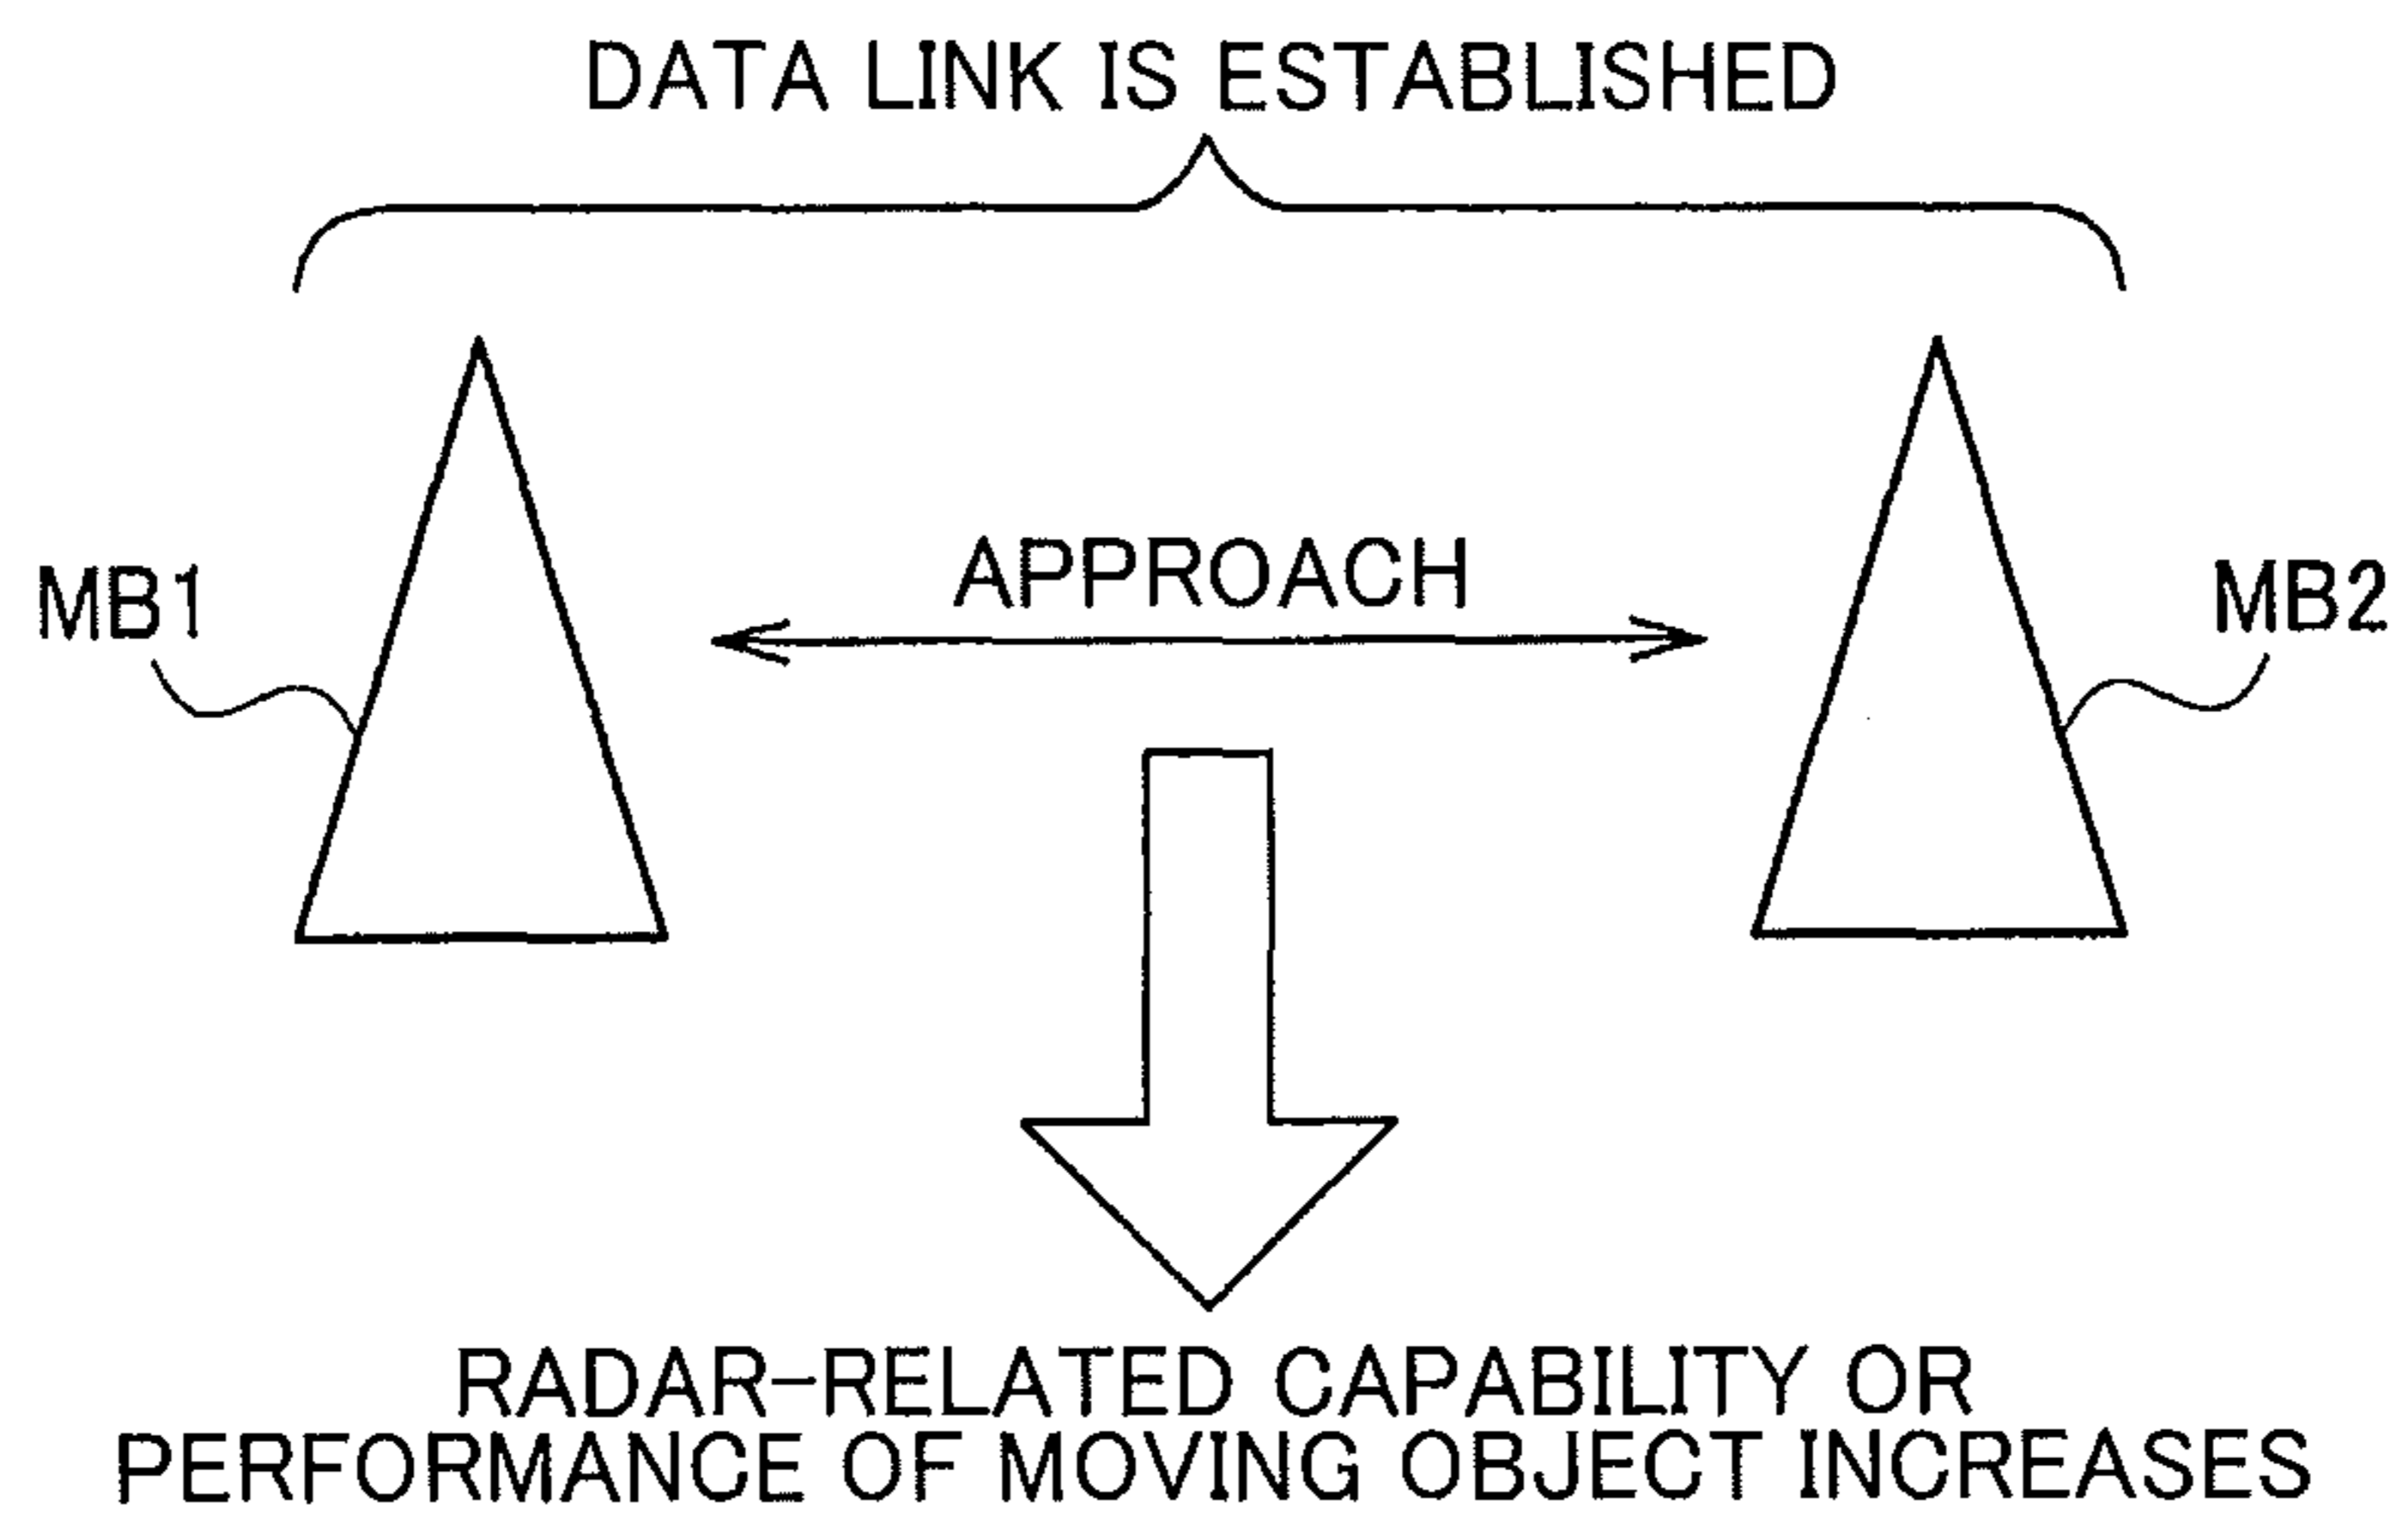 DATA LINK IS ESTABLISHED
APPROACH
MB1
MB2
RADAR-RELATED CAPABILITY OR
PERFORMANCE OF MOVING OBJECT INCREASES